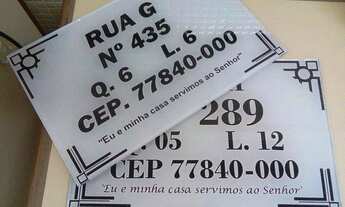 RUA G
Nº 435
Q. 6 L. 6
CEP. 77840-000
"Eu e minha casa servimos ao Senhor"
289
05 L. 12
CEP 77840-000
"Eu e minha casa servimos ao Senhor"